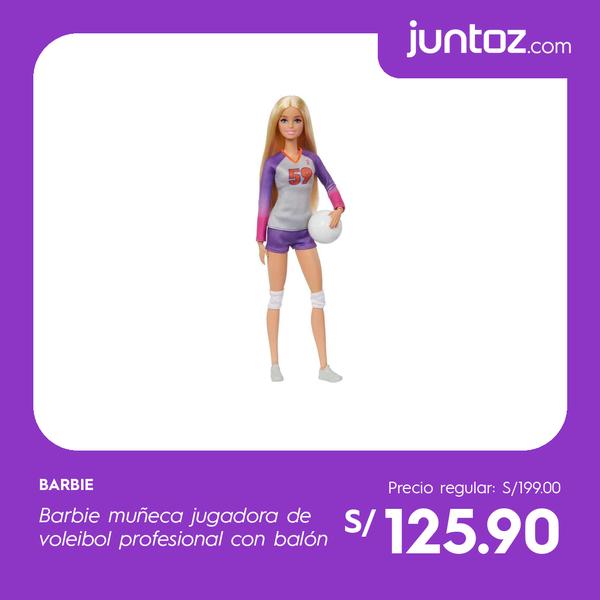 juntoz.com
59
BARBIE
Barbie muñeca jugadora de
voleibol profesional con balón
Precio regular: S/199.00
S/125.90